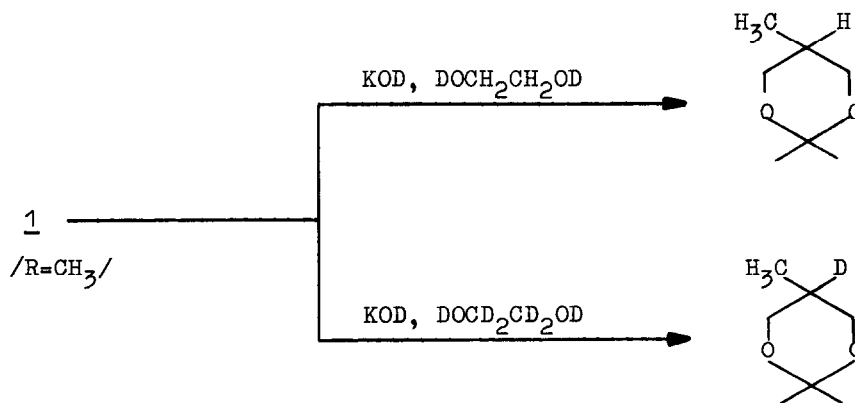 H₃C H
KOD, DOCH₂CH₂OD
O O
1
/R=CH₃/
H₃C D
KOD, DOCD₂CD₂OD
O O